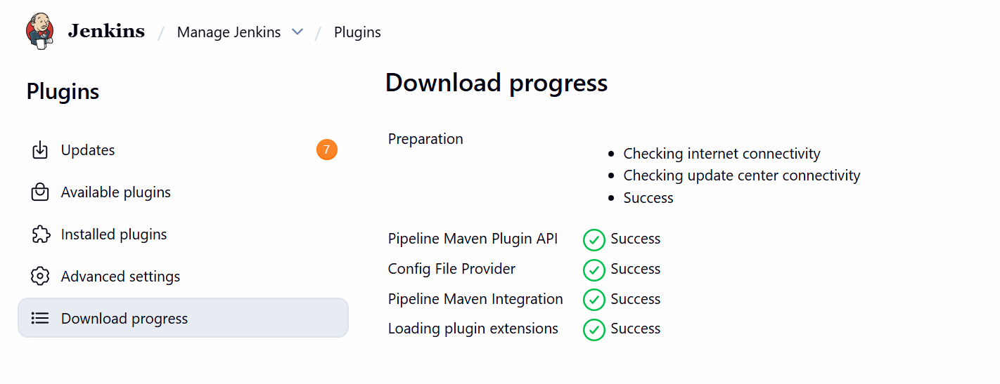 Jenkins / Manage Jenkins / Plugins
Plugins
Updates 7
Available plugins
Installed plugins
Advanced settings
Download progress
Download progress
Preparation
Checking internet connectivity
Checking update center connectivity
Success
Pipeline Maven Plugin API Success
Config File Provider Success
Pipeline Maven Integration Success
Loading plugin extensions Success